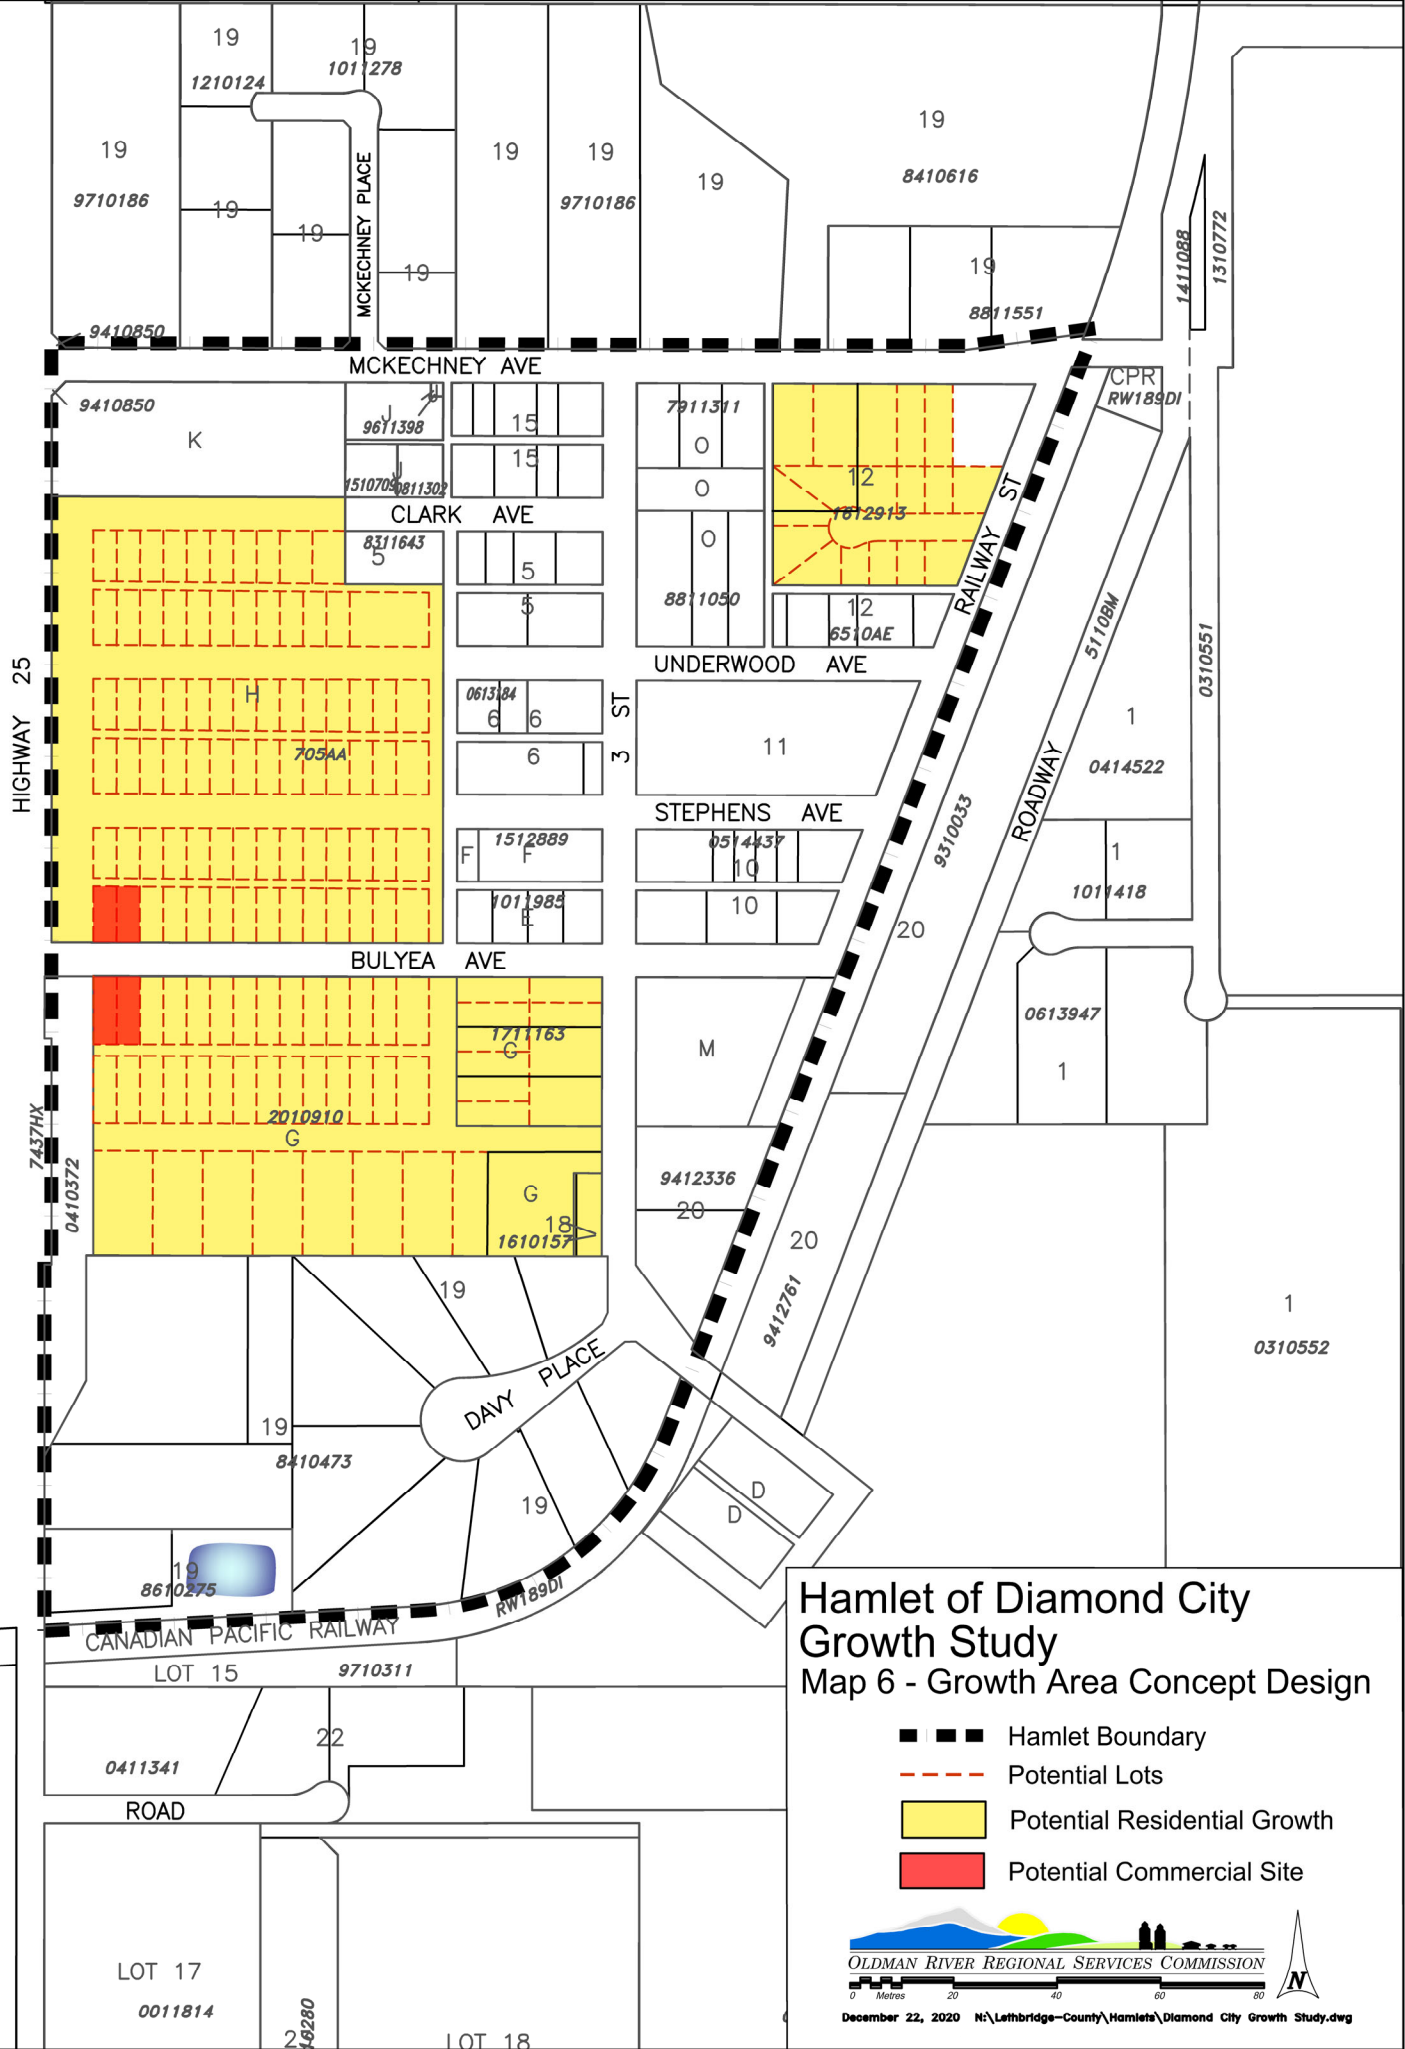 19
19
1210124
1011278
19
9710186
19
19
MCKECHNEY PLACE
19
19
19
9710186
19
19
8410616
19
8811551
1411088
1310772
9410850
MCKECHNEY AVE
9410850
K
J
J
9611398
15
15
J
1510709
0811302
CLARK AVE
8311643
5
5
5
7911311
O
O
O
8811050
12
1612913
12
6510AE
RAILWAY ST
CPR
RW189DI
5110BM
0310551
UNDERWOOD AVE
HIGHWAY 25
H
705AA
0613184
6 6
6
3 ST
11
1
0414522
ROADWAY
9310033
STEPHENS AVE
1512889
F F
1011985
E
0514437
10
10
20
1
1011418
BULYEA AVE
1711163
G
M
0613947
1
7437HX
0410372
2010910
G
G
18
1610157
9412336
20
20
9412761
1
0310552
19
DAVY PLACE
19
8410473
19
D
D
19
8610275
RW189DI
CANADIAN PACIFIC RAILWAY
LOT 15 9710311
22
0411341
ROAD
LOT 17
0011814
LOT 18
Hamlet of Diamond City
Growth Study
Map 6 - Growth Area Concept Design
Hamlet Boundary
Potential Lots
Potential Residential Growth
Potential Commercial Site
OLDMAN RIVER REGIONAL SERVICES COMMISSION
0 Metres 20 40 60 80
N
December 22, 2020 N:\Lethbridge-County\Hamlets\Diamond City Growth Study.dwg